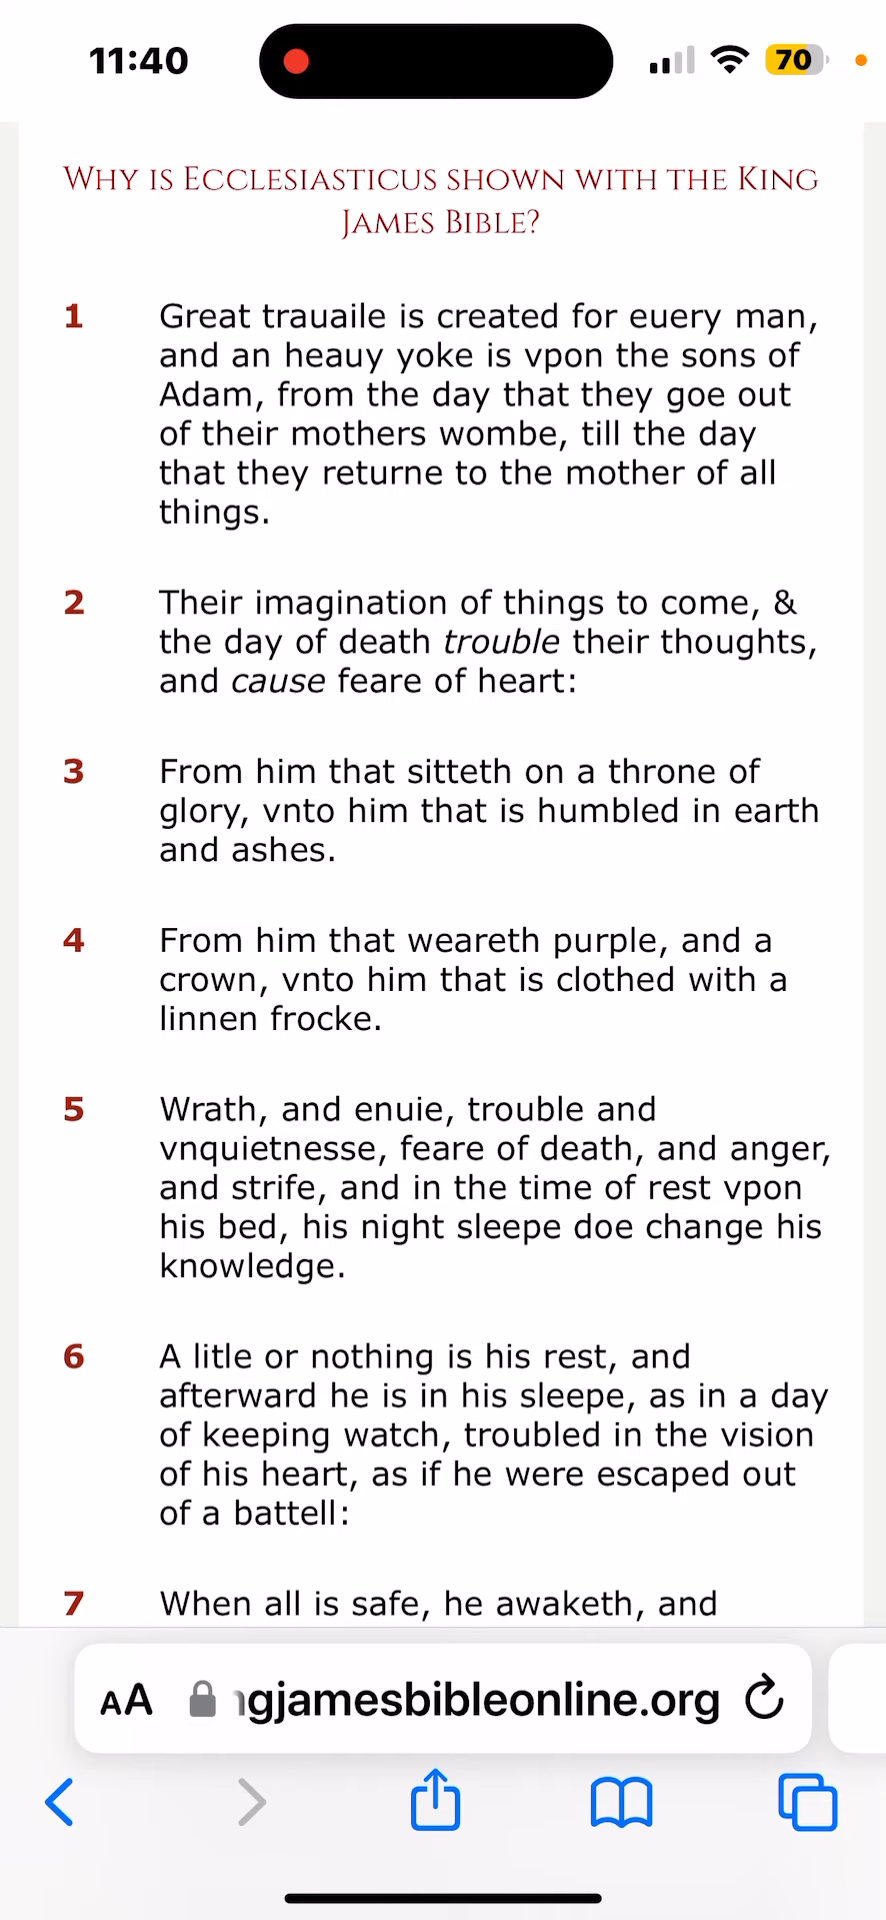 11:40
70
Why is Ecclesiasticus shown with the King
James Bible?
1 Great trauaile is created for euery man,
and an heauy yoke is vpon the sons of
Adam, from the day that they goe out
of their mothers wombe, till the day
that they returne to the mother of all
things.
2 Their imagination of things to come, &
the day of death trouble their thoughts,
and cause feare of heart:
3 From him that sitteth on a throne of
glory, vnto him that is humbled in earth
and ashes.
4 From him that weareth purple, and a
crown, vnto him that is clothed with a
linnen frocke.
5 Wrath, and enuie, trouble and
vnquietnesse, feare of death, and anger,
and strife, and in the time of rest vpon
his bed, his night sleepe doe change his
knowledge.
6 A litle or nothing is his rest, and
afterward he is in his sleepe, as in a day
of keeping watch, troubled in the vision
of his heart, as if he were escaped out
of a battell:
7 When all is safe, he awaketh, and
AA gjamesbibleonline.org